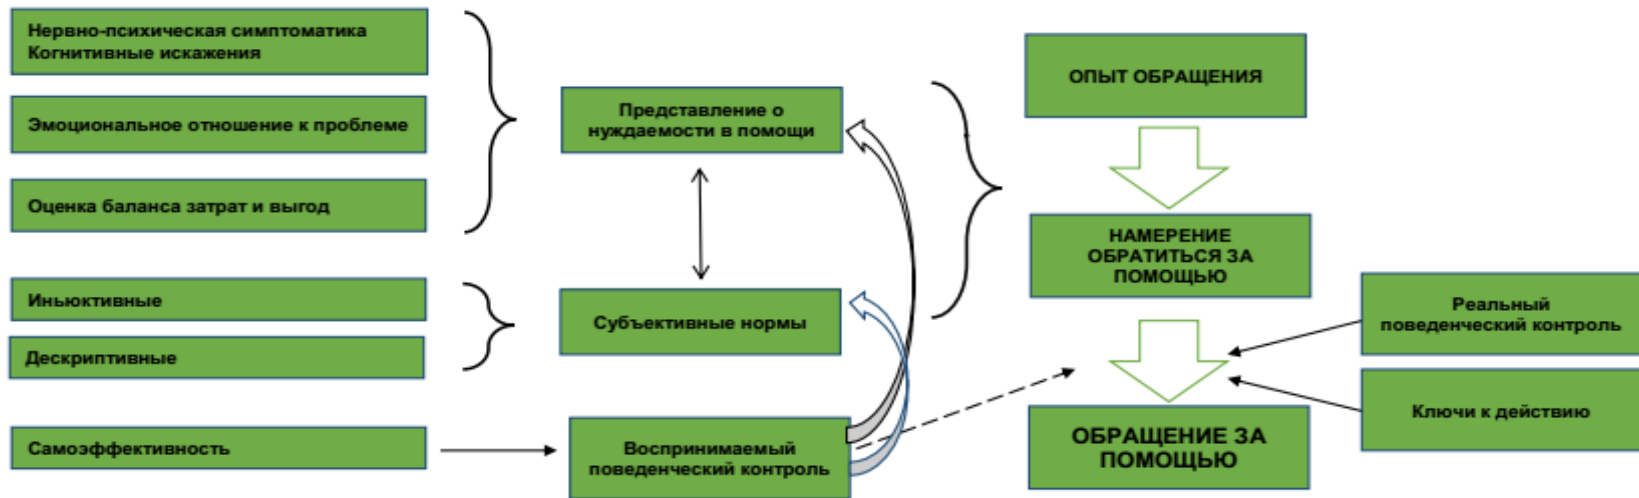 Нервно-психическая симптоматика
Когнитивные искажения
Эмоциональное отношение к проблеме
Оценка баланса затрат и выгод
Иньюктивные
Дескриптивные
Самоэффективность
Представление о
нуждаемости в помощи
Субъективные нормы
Воспринимаемый
поведенческий контроль
ОПЫТ ОБРАЩЕНИЯ
НАМЕРЕНИЕ
ОБРАТИТЬСЯ ЗА
ПОМОЩЬЮ
ОБРАЩЕНИЕ ЗА
ПОМОЩЬЮ
Реальный
поведенческий контроль
Ключи к действию